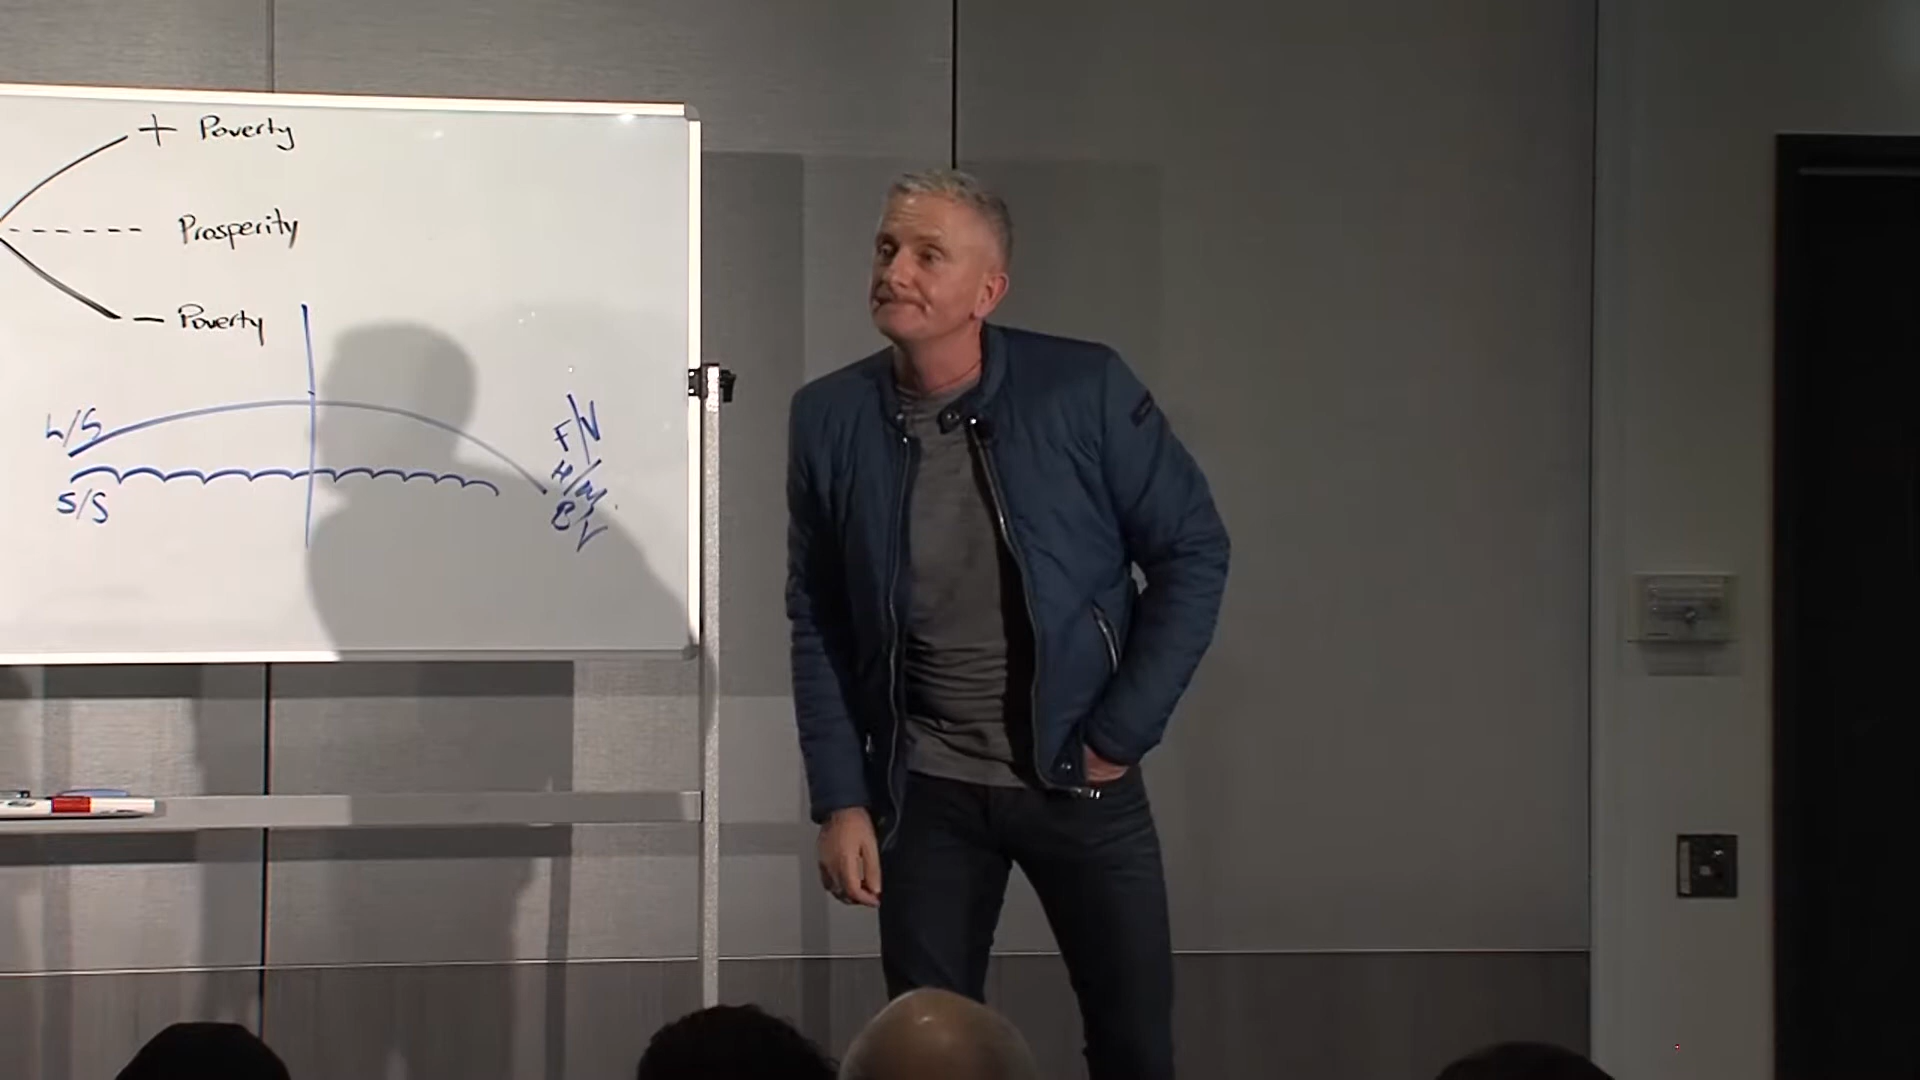 + Poverty
Prosperity
- Poverty
L/S
S/S
F/V
H/M
B/V